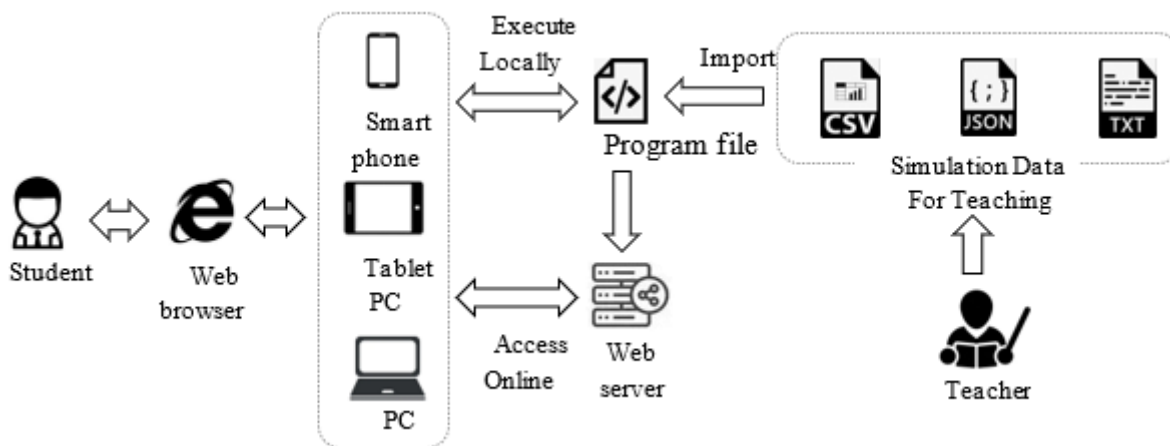 Student
Web
browser
Smart
phone
Tablet
PC
PC
Execute
Locally
Access
Online
</>
Program file
Web
server
Import
CSV
{;}
JSON
TXT
Simulation Data
For Teaching
Teacher